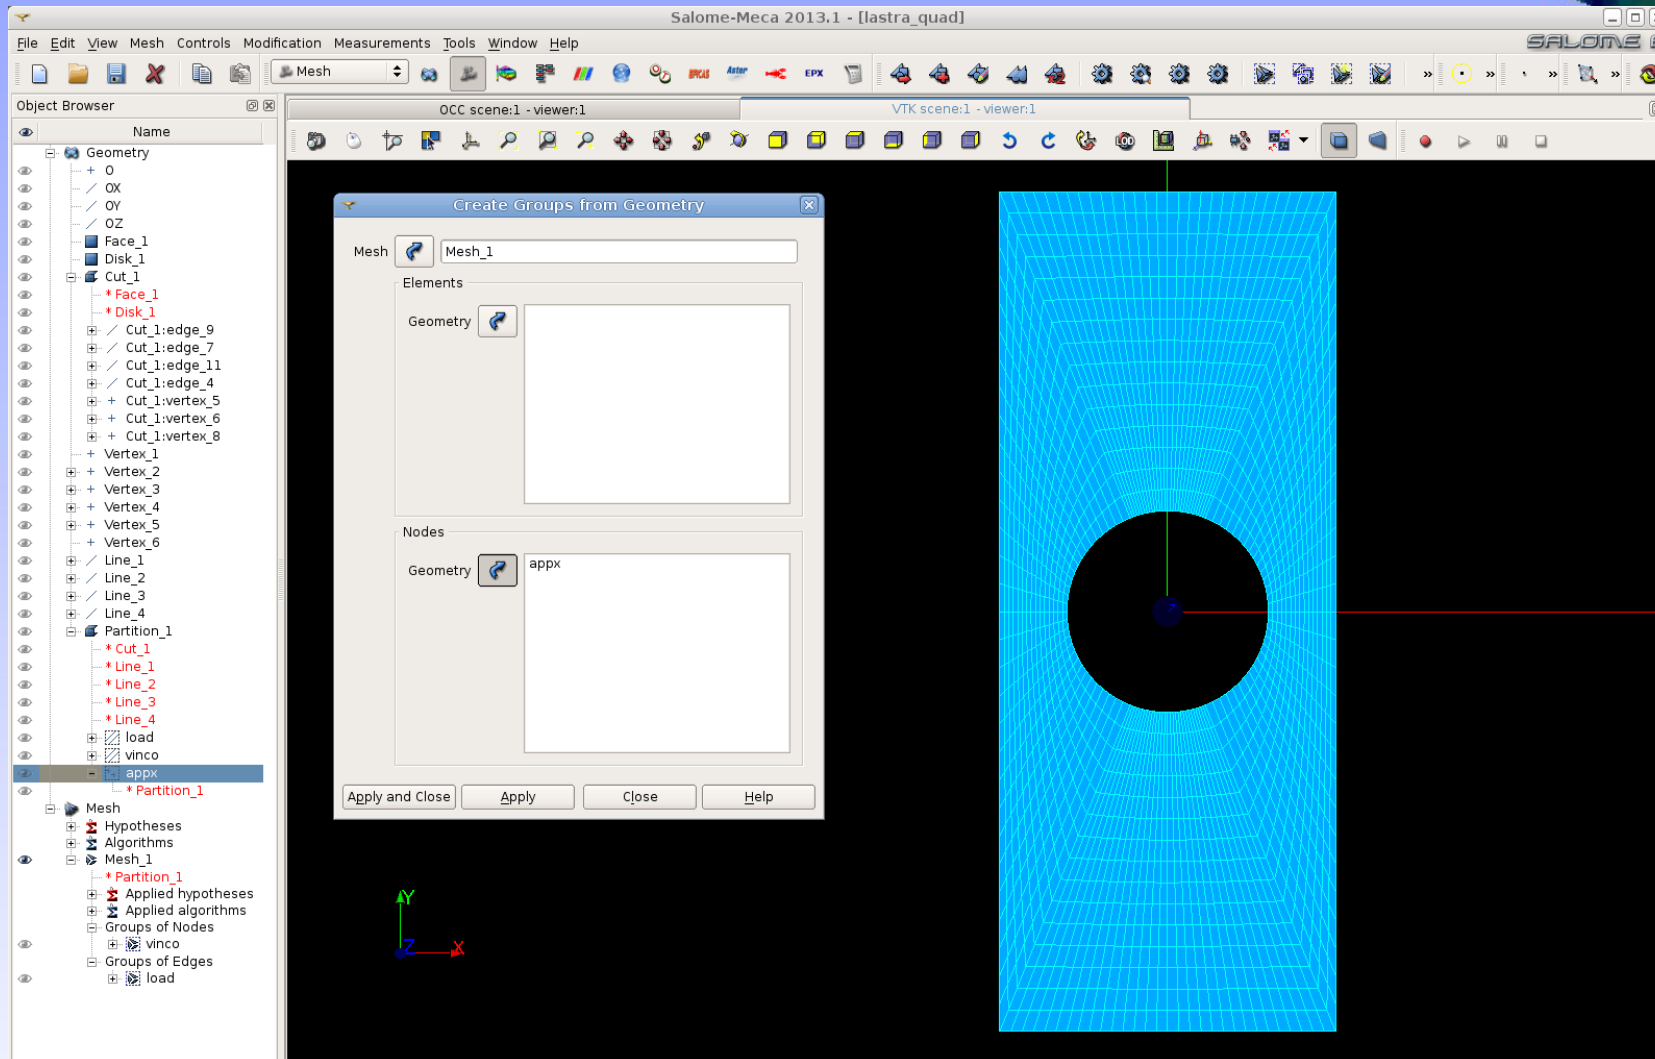 Salome-Meca 2013.1 - [lastra_quad]
File Edit View Mesh Controls Modification Measurements Tools Window Help
SALOME
Mesh
EFICAS
Aster
EPX
Object Browser
OCC scene:1 - viewer:1
VTK scene:1 - viewer:1
Name
Geometry
O
OX
OY
OZ
Face_1
Disk_1
Cut_1
* Face_1
* Disk_1
Cut_1:edge_9
Cut_1:edge_7
Cut_1:edge_11
Cut_1:edge_4
Cut_1:vertex_5
Cut_1:vertex_6
Cut_1:vertex_8
Vertex_1
Vertex_2
Vertex_3
Vertex_4
Vertex_5
Vertex_6
Line_1
Line_2
Line_3
Line_4
Partition_1
* Cut_1
* Line_1
* Line_2
* Line_3
* Line_4
load
vinco
appx
* Partition_1
Mesh
Hypotheses
Algorithms
Mesh_1
* Partition_1
Applied hypotheses
Applied algorithms
Groups of Nodes
vinco
Groups of Edges
load
Create Groups from Geometry
Mesh
Mesh_1
Elements
Geometry
Nodes
Geometry
appx
Apply and Close
Apply
Close
Help
Y
Z
X